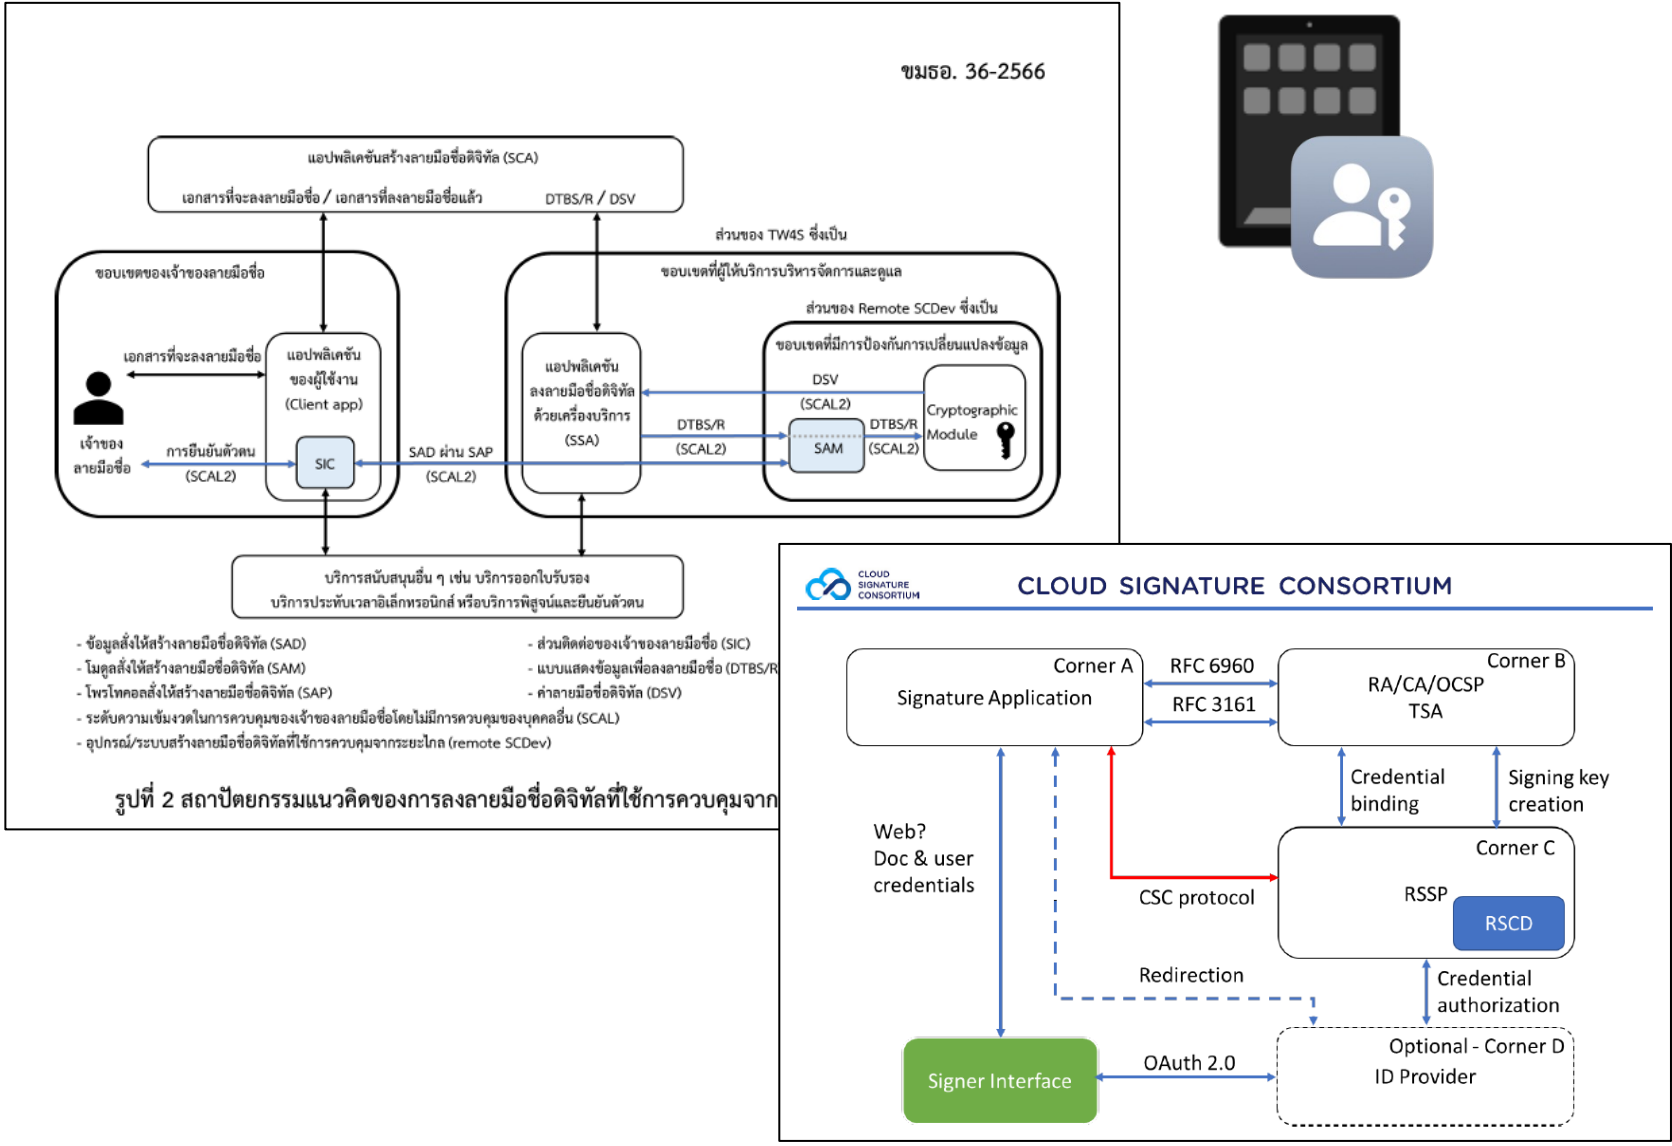 ขมธอ. 36-2566
แอปพลิเคชันสร้างลายมือชื่อดิจิทัล (SCA)
เอกสารที่จะลงลายมือชื่อ / เอกสารที่ลงลายมือชื่อแล้ว
DTBS/R / DSV
ส่วนของ TW4S ซึ่งเป็น
ขอบเขตของเจ้าของลายมือชื่อ
ขอบเขตที่ผู้ให้บริการบริหารจัดการและดูแล
ส่วนของ Remote SCDev ซึ่งเป็น
ขอบเขตที่มีการป้องกันการเปลี่ยนแปลงข้อมูล
เอกสารที่จะลงลายมือชื่อ
แอปพลิเคชัน
ของผู้ใช้งาน
(Client app)
แอปพลิเคชัน
ลงลายมือชื่อดิจิทัล
ด้วยเครื่องบริการ
(SSA)
DSV
(SCAL2)
Cryptographic
Module
DTBS/R
(SCAL2)
SAM
DTBS/R
(SCAL2)
เจ้าของ
ลายมือชื่อ
การยืนยันตัวตน
(SCAL2)
SIC
SAD ผ่าน SAP
(SCAL2)
บริการสนับสนุนอื่น ๆ เช่น บริการออกใบรับรอง
บริการประทับเวลาอิเล็กทรอนิกส์ หรือบริการพิสูจน์และยืนยันตัวตน
- ข้อมูลสั่งให้สร้างลายมือชื่อดิจิทัล (SAD)
- ส่วนติดต่อของเจ้าของลายมือชื่อ (SIC)
- โมดูลสั่งให้สร้างลายมือชื่อดิจิทัล (SAM)
- แบบแสดงข้อมูลเพื่อลงลายมือชื่อ (DTBS/R
- โพรโทคอลสั่งให้สร้างลายมือชื่อดิจิทัล (SAP)
- ค่าลายมือชื่อดิจิทัล (DSV)
- ระดับความเข้มงวดในการควบคุมของเจ้าของลายมือชื่อโดยไม่มีการควบคุมของบุคคลอื่น (SCAL)
- อุปกรณ์/ระบบสร้างลายมือชื่อดิจิทัลที่ใช้การควบคุมจากระยะไกล (remote SCDev)
รูปที่ 2 สถาปัตยกรรมแนวคิดของการลงลายมือชื่อดิจิทัลที่ใช้การควบคุมจาก
CLOUD
SIGNATURE
CONSORTIUM
CLOUD SIGNATURE CONSORTIUM
Corner A
Signature Application
RFC 6960
RFC 3161
Corner B
RA/CA/OCSP
TSA
Credential
binding
Signing key
creation
Web?
Doc & user
credentials
CSC protocol
Corner C
RSSP
RSCD
Redirection
Credential
authorization
Signer Interface
OAuth 2.0
Optional - Corner D
ID Provider